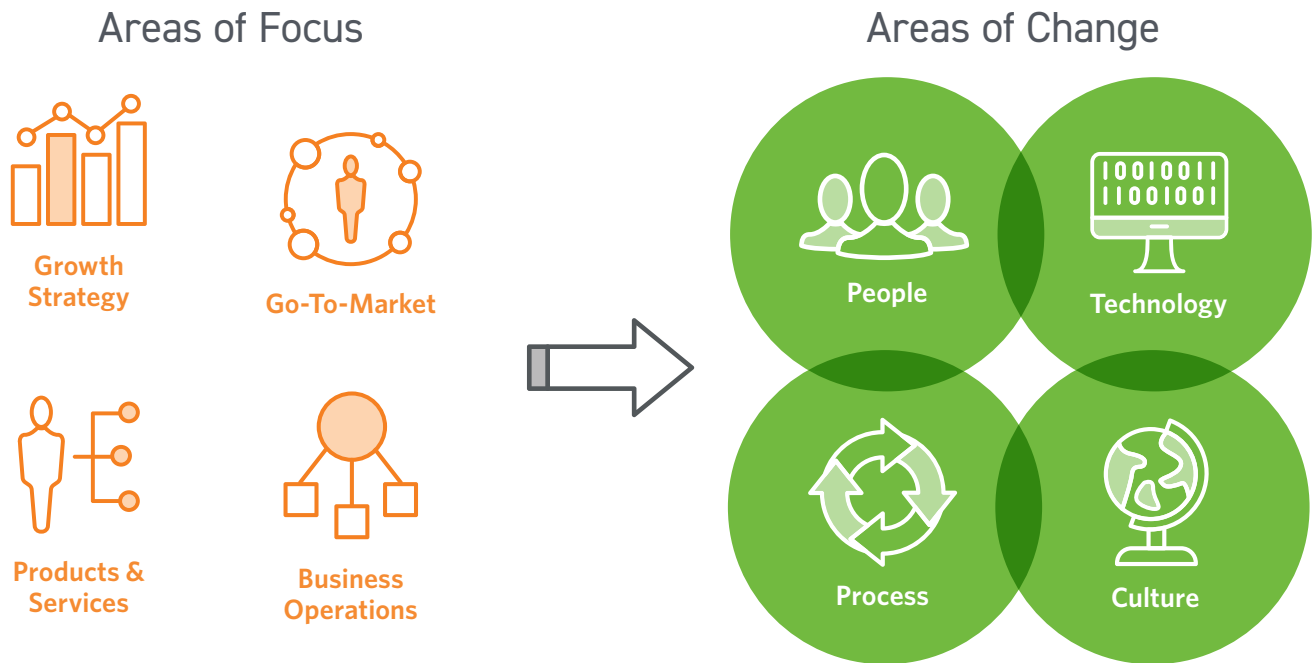 Areas of Focus
Growth
Strategy
Go-To-Market
Products &
Services
Business
Operations
Areas of Change
People
10010011
11001001
Technology
Process
Culture